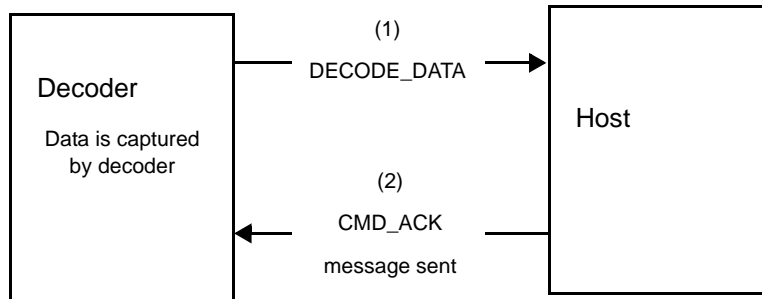 (1)
DECODE_DATA
Decoder
Data is captured
by decoder
Host
(2)
CMD_ACK
message sent